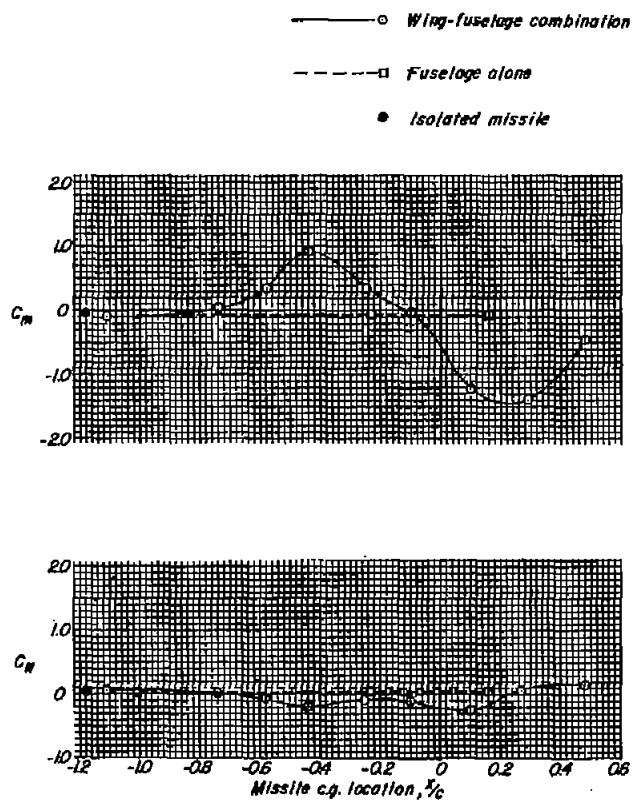 Wing-fuselage combination
Fuselage alone
Isolated missile
2.0
1.0
0
-1.0
-2.0
Cm
2.0
1.0
0
-1.0
CN
-1.2 -1.0 -0.8 -0.6 -0.4 -0.2 0 0.2 0.4 0.6
Missile c.g. location, x/c